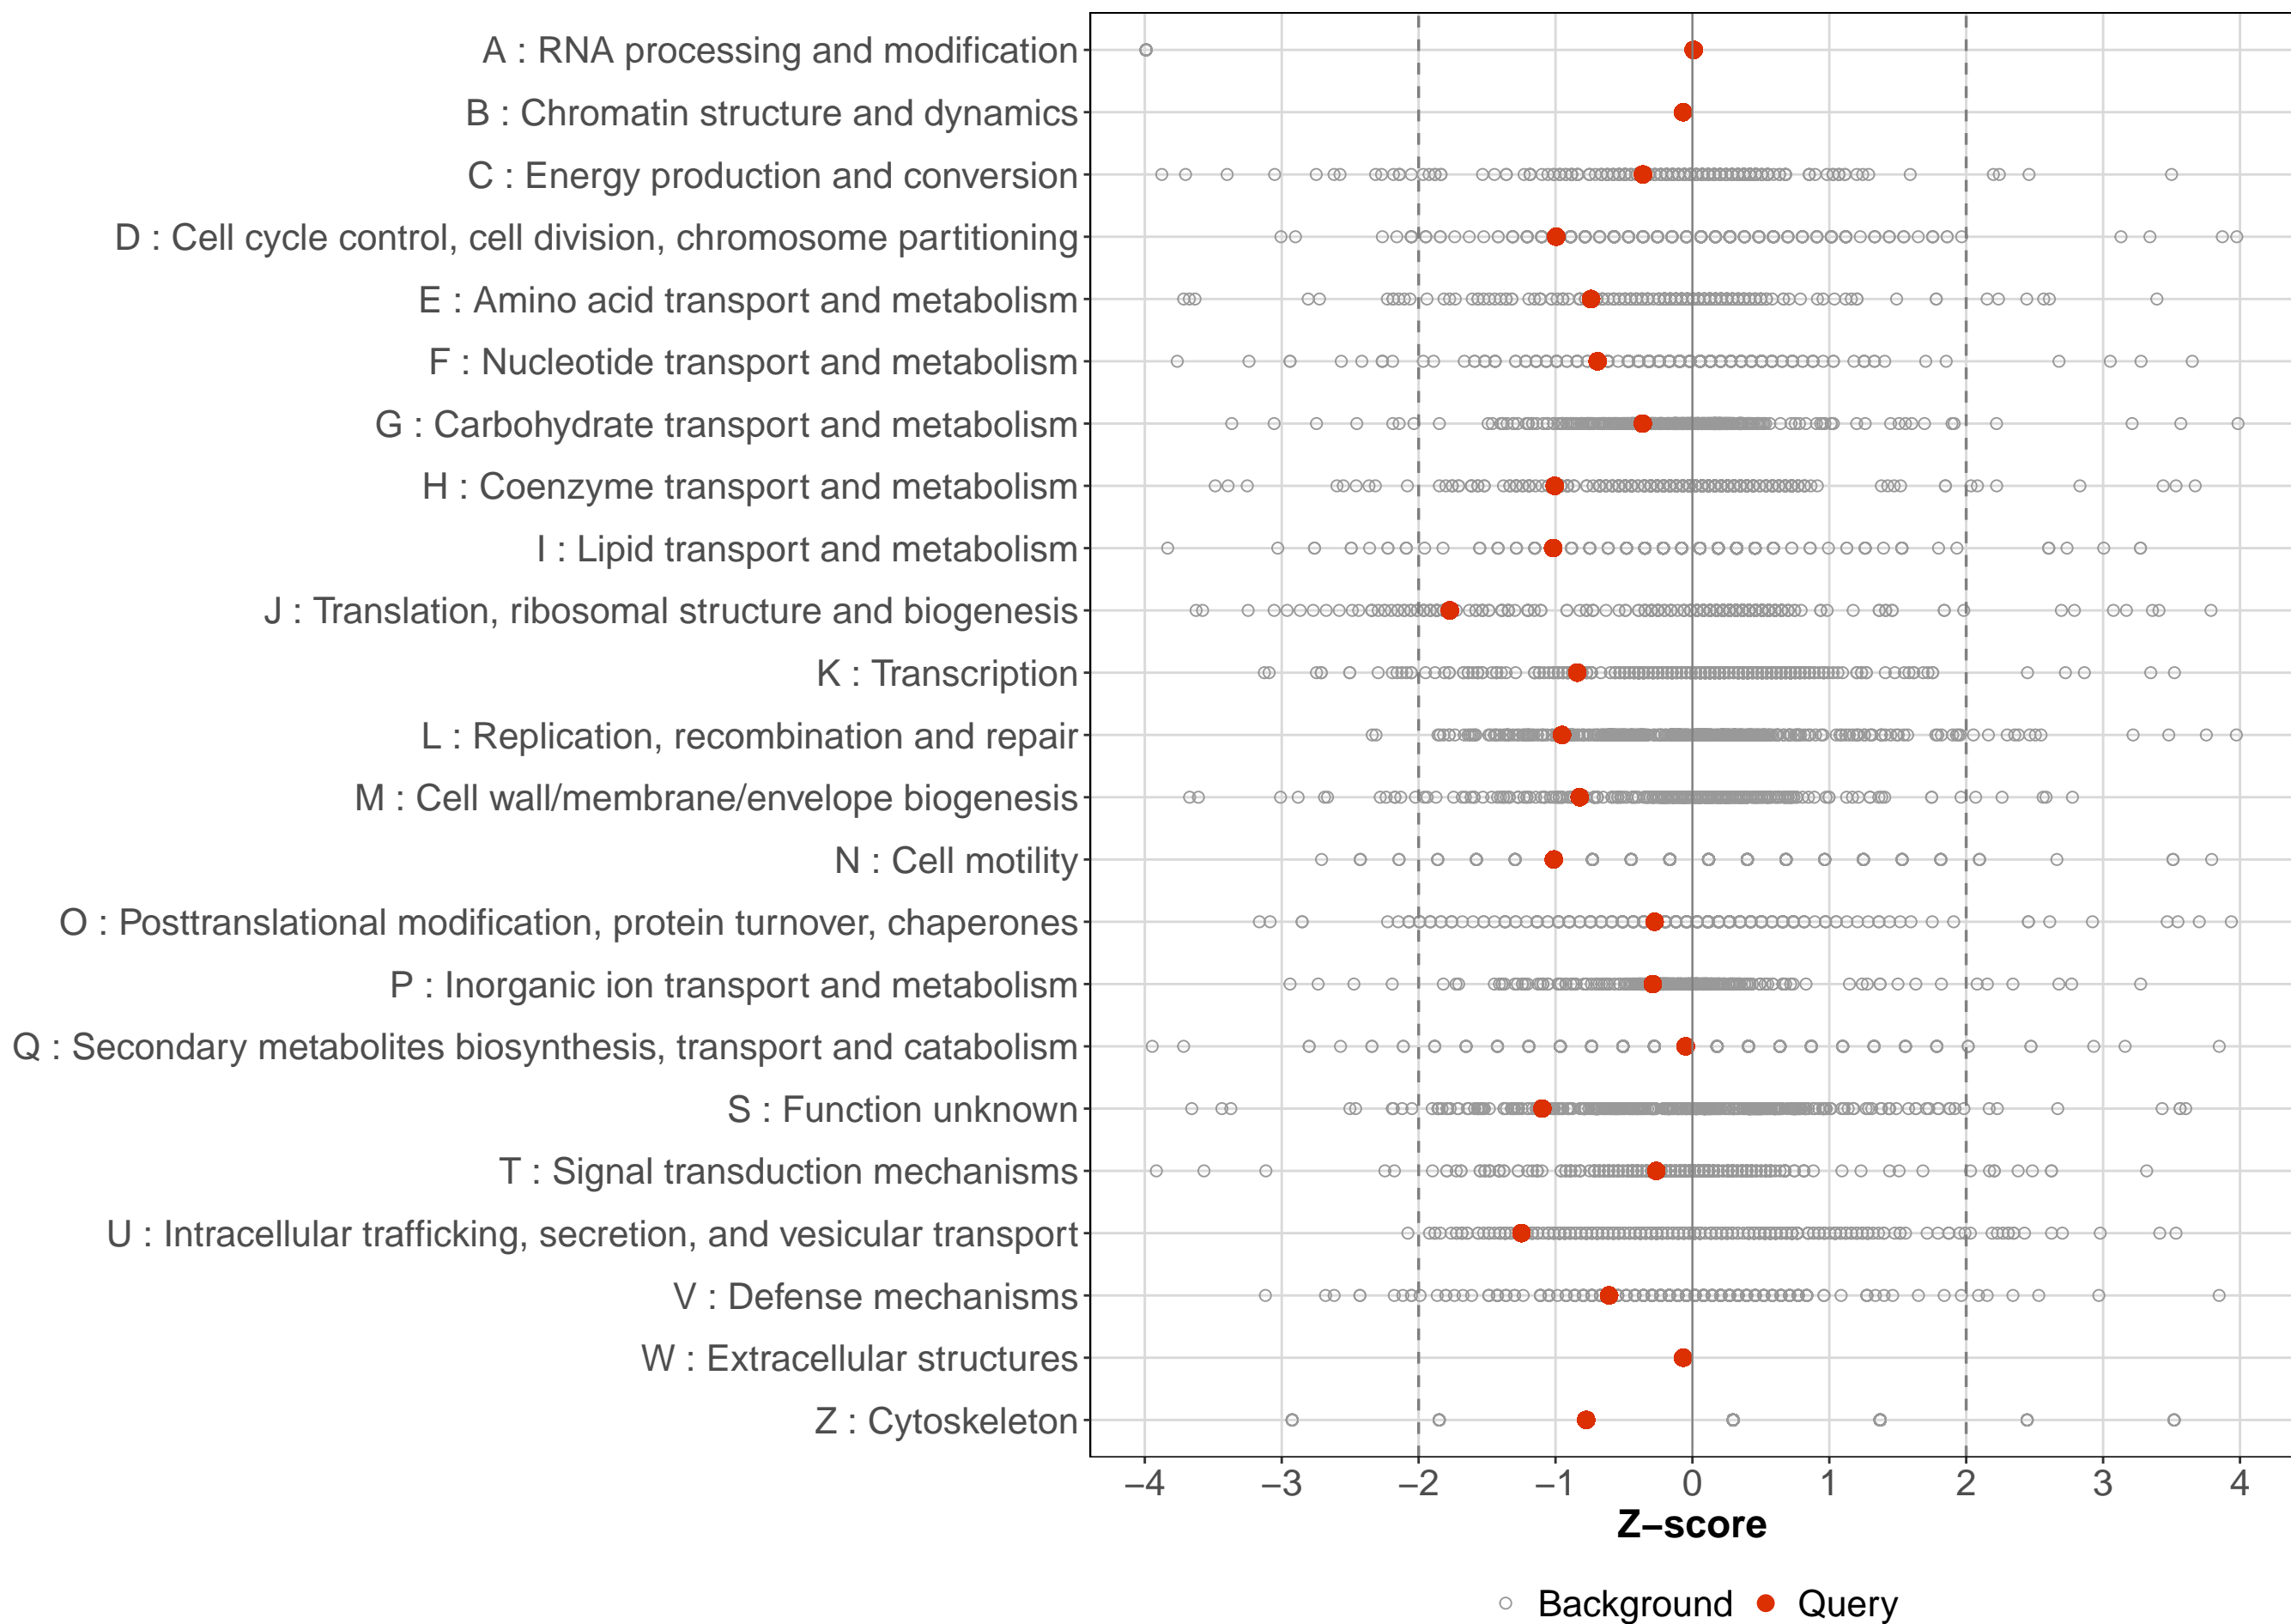 A : RNA processing and modification
B : Chromatin structure and dynamics
C : Energy production and conversion
D : Cell cycle control, cell division, chromosome partitioning
E : Amino acid transport and metabolism
F : Nucleotide transport and metabolism
G : Carbohydrate transport and metabolism
H : Coenzyme transport and metabolism
I : Lipid transport and metabolism
J : Translation, ribosomal structure and biogenesis
K : Transcription
L : Replication, recombination and repair
M : Cell wall/membrane/envelope biogenesis
N : Cell motility
O : Posttranslational modification, protein turnover, chaperones
P : Inorganic ion transport and metabolism
Q : Secondary metabolites biosynthesis, transport and catabolism
S : Function unknown
T : Signal transduction mechanisms
U : Intracellular trafficking, secretion, and vesicular transport
V : Defense mechanisms
W : Extracellular structures
Z : Cytoskeleton
−4 −3 −2 −1 0 1 2 3 4
Z−score
Background Query